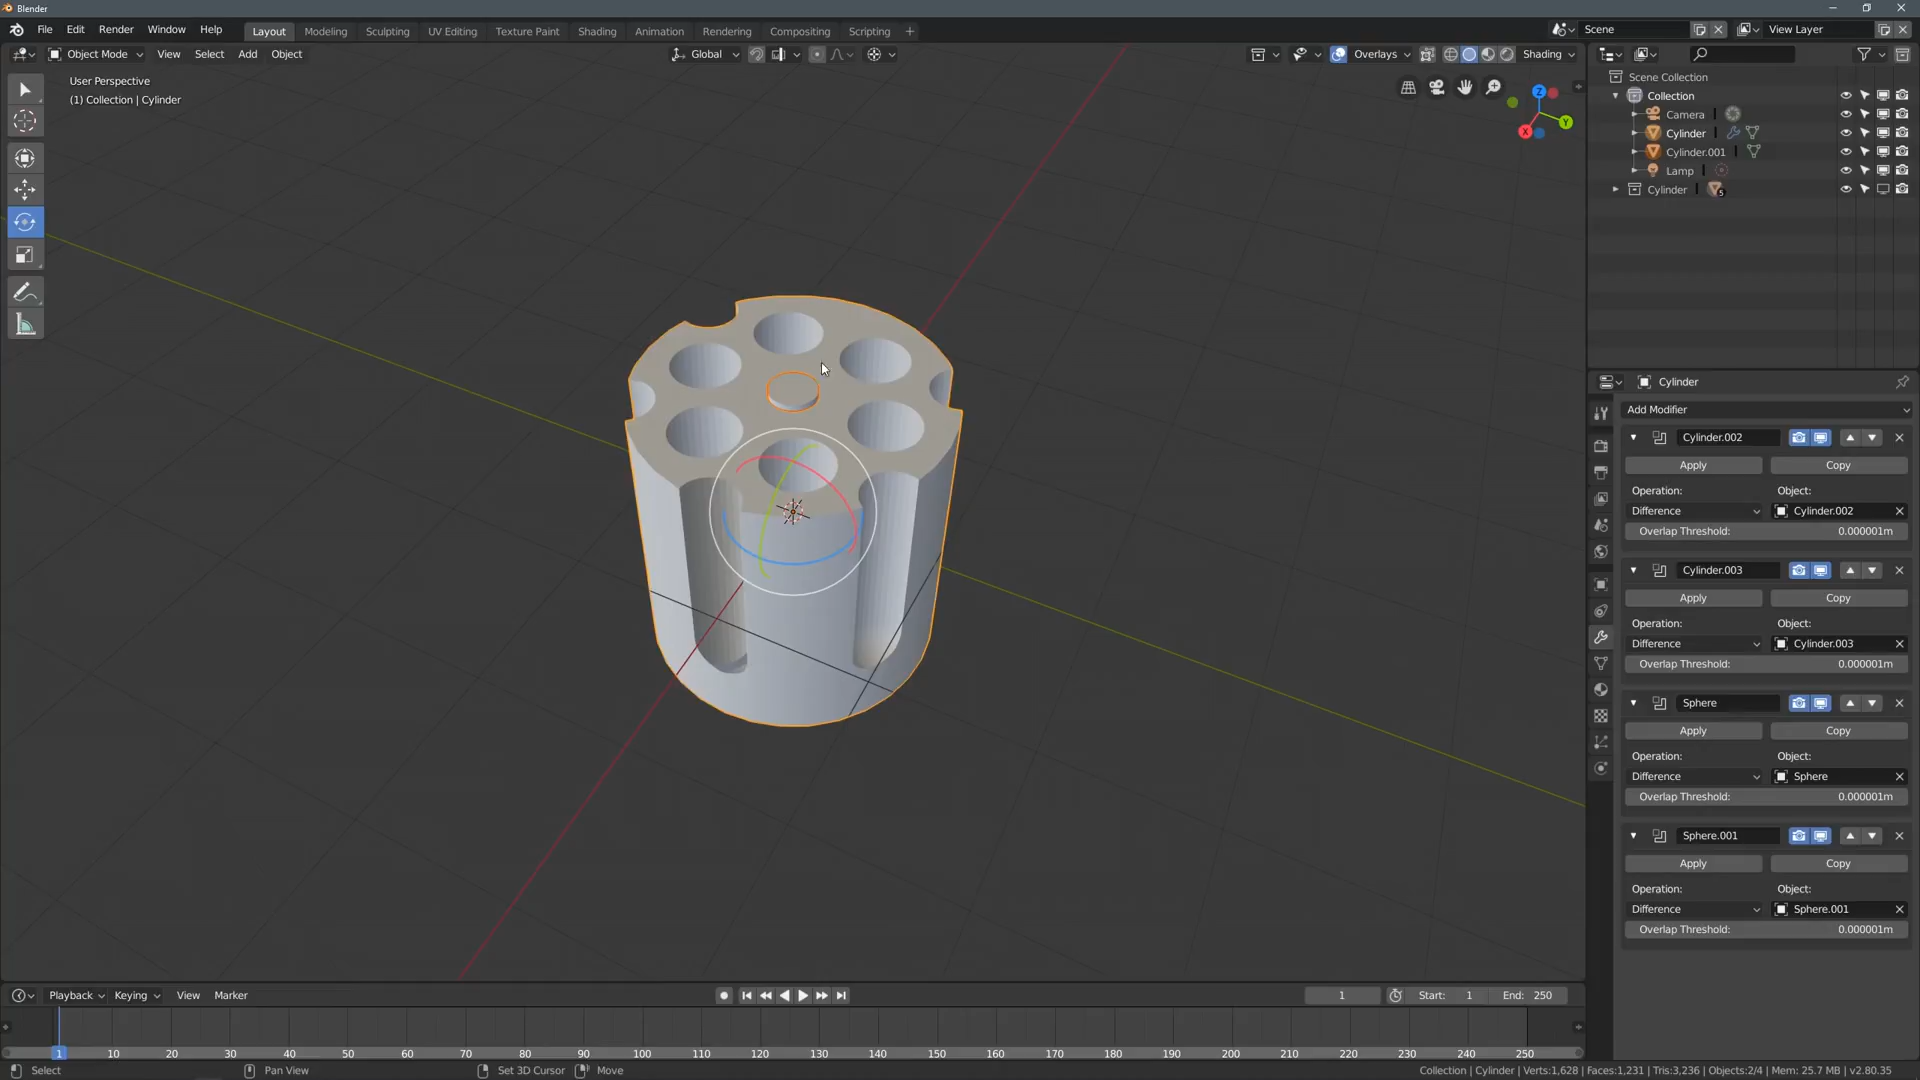 Blender
File Edit Render Window Help
Layout Modeling Sculpting UV Editing Texture Paint Shading Animation Rendering Compositing Scripting +
Scene
View Layer
Object Mode View Select Add Object
Global
Overlays
Shading
User Perspective
(1) Collection | Cylinder
Z
Y
X
Scene Collection
Collection
Camera
Cylinder
Cylinder.001
Lamp
Cylinder
5
Cylinder
Add Modifier
Cylinder.002
Apply Copy
Operation: Object:
Difference Cylinder.002
Overlap Threshold: 0.000001m
Cylinder.003
Apply Copy
Operation: Object:
Difference Cylinder.003
Overlap Threshold: 0.000001m
Sphere
Apply Copy
Operation: Object:
Difference Sphere
Overlap Threshold: 0.000001m
Sphere.001
Apply Copy
Operation: Object:
Difference Sphere.001
Overlap Threshold: 0.000001m
Playback Keying View Marker
1
Start: 1 End: 250
1 10 20 30 40 50 60 70 80 90 100 110 120 130 140 150 160 170 180 190 200 210 220 230 240 250
Select
Pan View
Set 3D Cursor
Move
Collection | Cylinder | Verts:1,628 | Faces:1,231 | Tris:3,236 | Objects:2/4 | Mem: 25.7 MB | v2.80.35